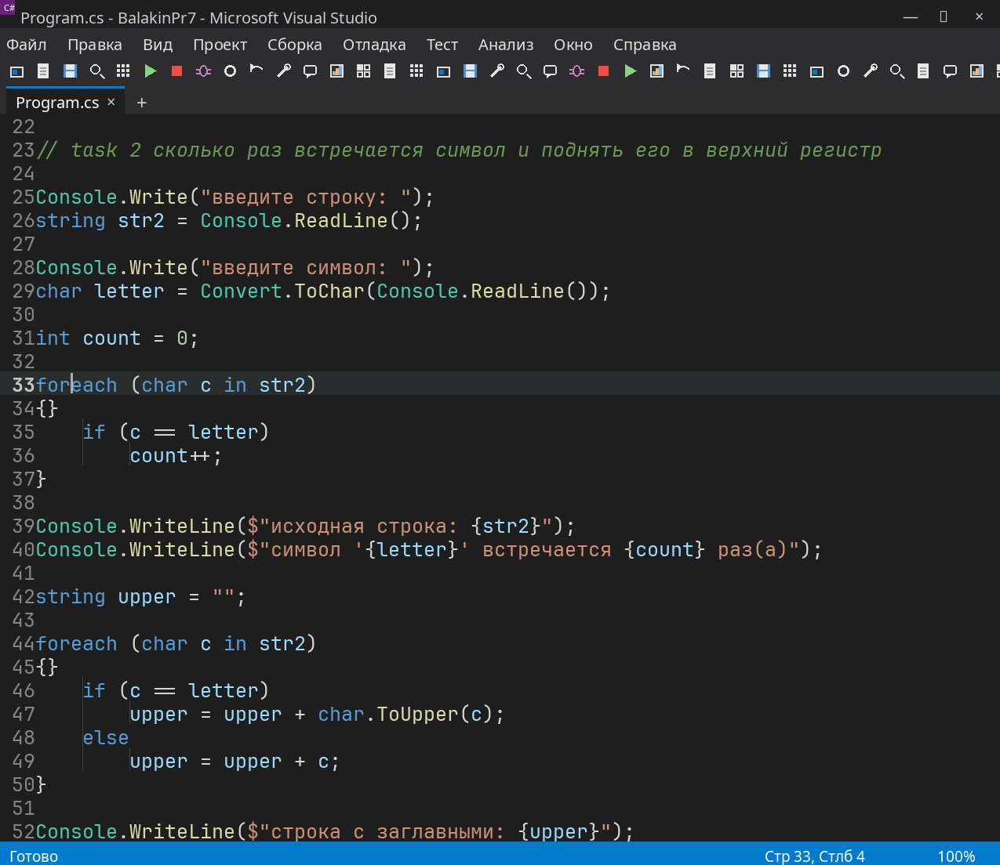 C#
Program.cs - BalakinPr7 - Microsoft Visual Studio
Файл Правка Вид Проект Сборка Отладка Тест Анализ Окно Справка
Program.cs × +
22
23// task 2 сколько раз встречается символ и поднять его в верхний регистр
24
25Console.Write("введите строку: ");
26string str2 = Console.ReadLine();
27
28Console.Write("введите символ: ");
29char letter = Convert.ToChar(Console.ReadLine());
30
31int count = 0;
32
33foreach (char c in str2)
34{}
35    if (c == letter)
36        count++;
37}
38
39Console.WriteLine($"исходная строка: {str2}");
40Console.WriteLine($"символ '{letter}' встречается {count} раз(а)");
41
42string upper = "";
43
44foreach (char c in str2)
45{}
46    if (c == letter)
47        upper = upper + char.ToUpper(c);
48    else
49        upper = upper + c;
50}
51
52Console.WriteLine($"строка с заглавными: {upper}");
Готово Стр 33, Стлб 4 100%